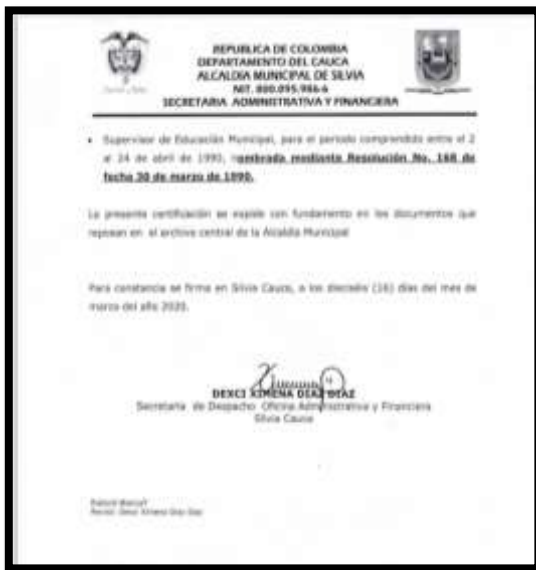 REPUBLICA DE COLOMBIA
DEPARTAMENTO DEL CAUCA
ALCALDIA MUNICIPAL DE SILVIA
NIT. 800.095.986-6
SECRETARIA ADMINISTRATIVA Y FINANCIERA
• Supervisor de Educación Municipal, para el periodo comprendido entre el 2
al 24 de abril de 1990, nombrada mediante Resolución No. 168 de
fecha 30 de marzo de 1990.
La presente certificación se expide con fundamento en los documentos que
reposan en el archivo central de la Alcaldía Municipal
Para constancia se firma en Silvia Cauca, a los dieciséis (16) días del mes de
marzo del año 2020.
DEXCI XIMENA DIAZ DIAZ
Secretaria de Despacho Oficina Administrativa y Financiera
Silvia Cauca